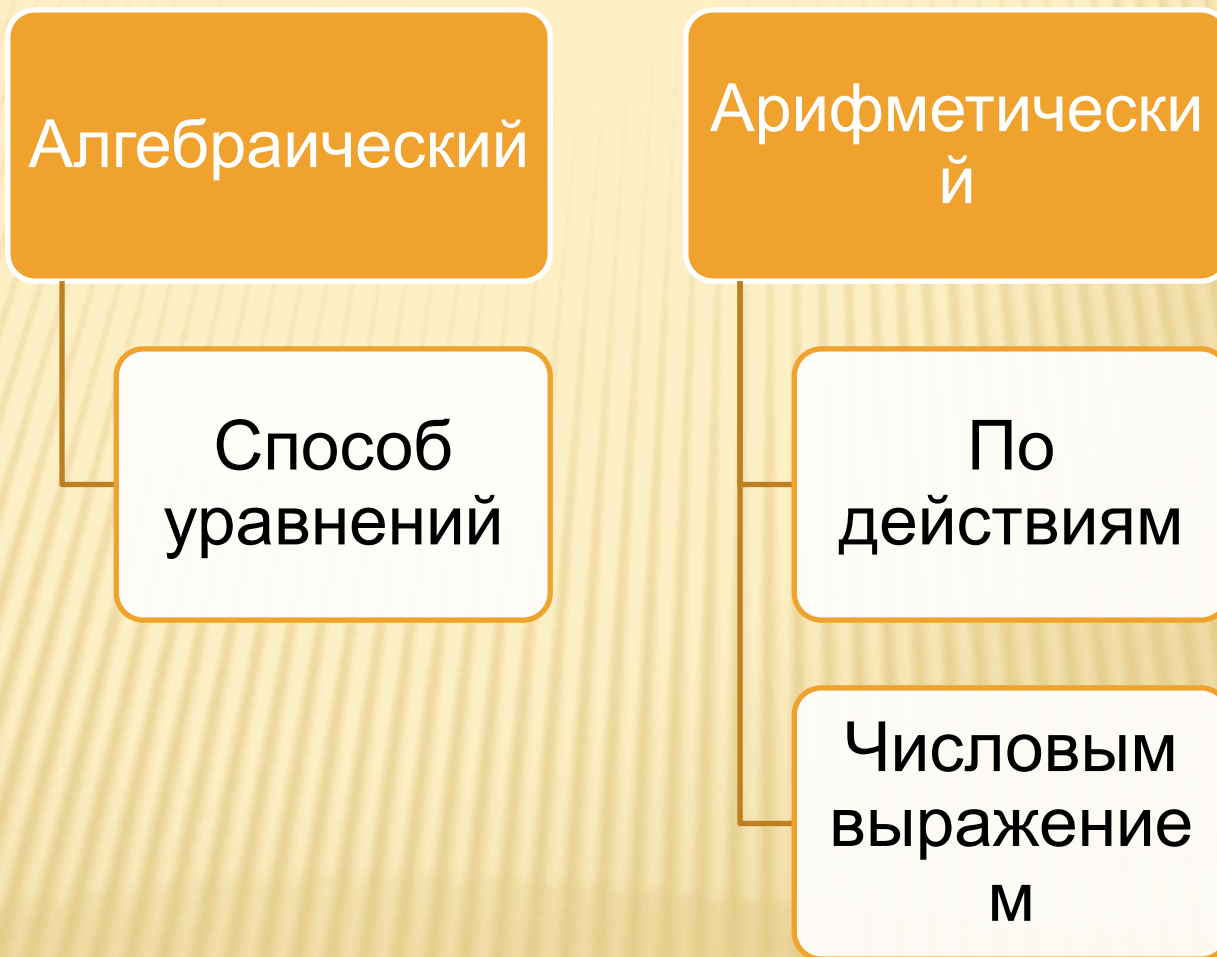 Алгебраический
Способ
уравнений
Арифметически
й
По
действиям
Числовым
выражение
м